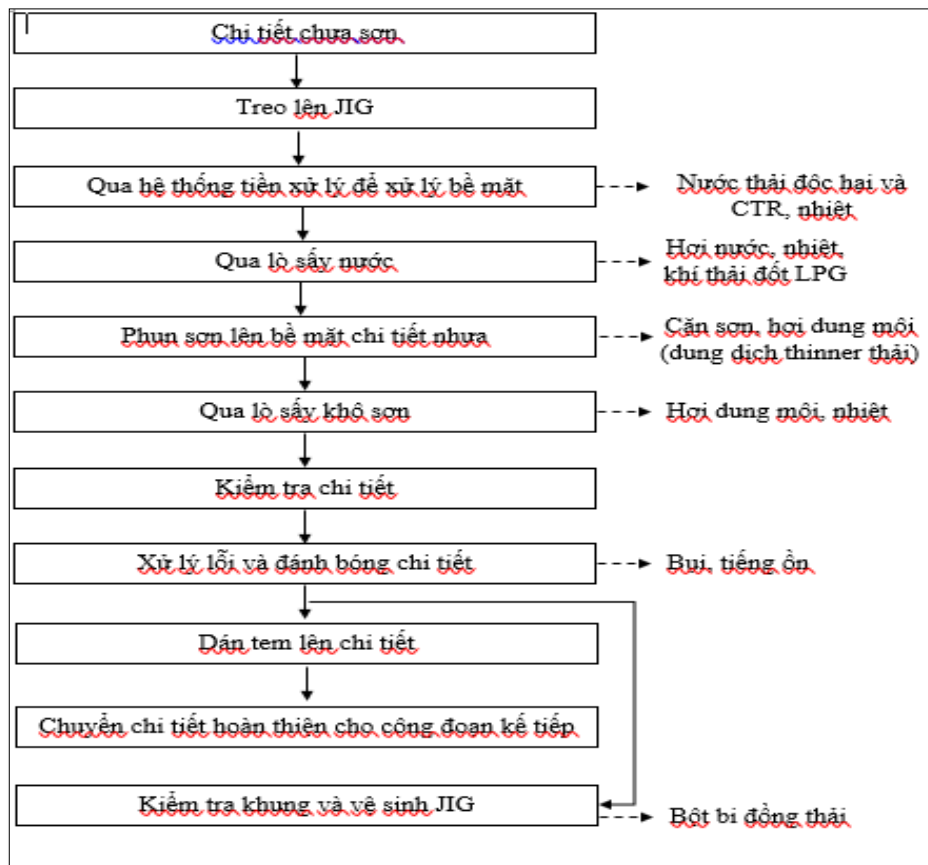 Chi tiết chưa sơn
Treo lên JIG
Qua hệ thống tiền xử lý để xử lý bề mặt
Nước thải độc hại và
CTR, nhiệt
Qua lò sấy nước
Hơi nước, nhiệt,
khí thải đốt LPG
Phun sơn lên bề mặt chi tiết nhựa
Cặn sơn, hơi dung môi
(dung dịch thinner thải)
Qua lò sấy khô sơn
Hơi dung môi, nhiệt
Kiểm tra chi tiết
Xử lý lỗi và đánh bóng chi tiết
Bụi, tiếng ồn
Dán tem lên chi tiết
Chuyển chi tiết hoàn thiện cho công đoạn kế tiếp
Kiểm tra khung và vệ sinh JIG
Bột bi đồng thải